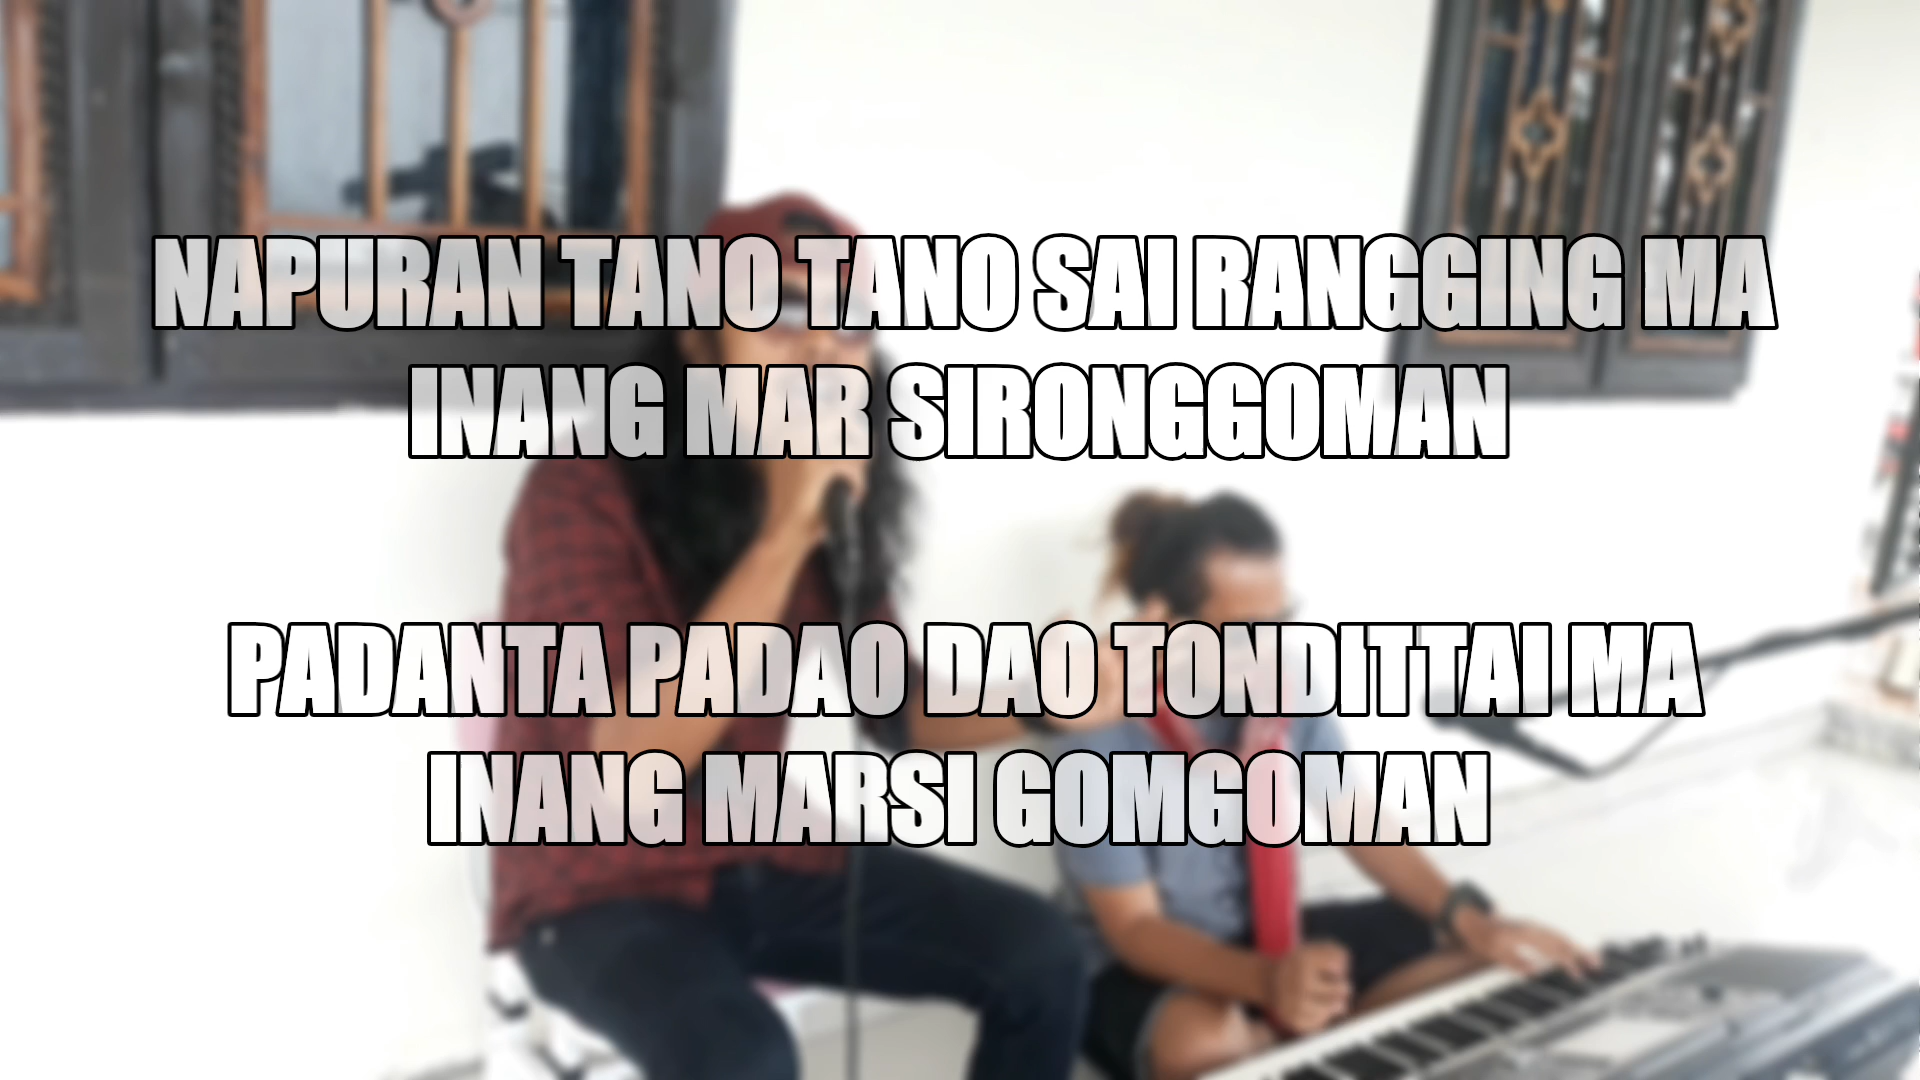 NAPURAN TANO TANO SAI RANGGING MA
INANG MAR SIRONGGOMAN
PADANTA PADAO DAO TONDITTAI MA
INANG MARSI GOMGOMAN